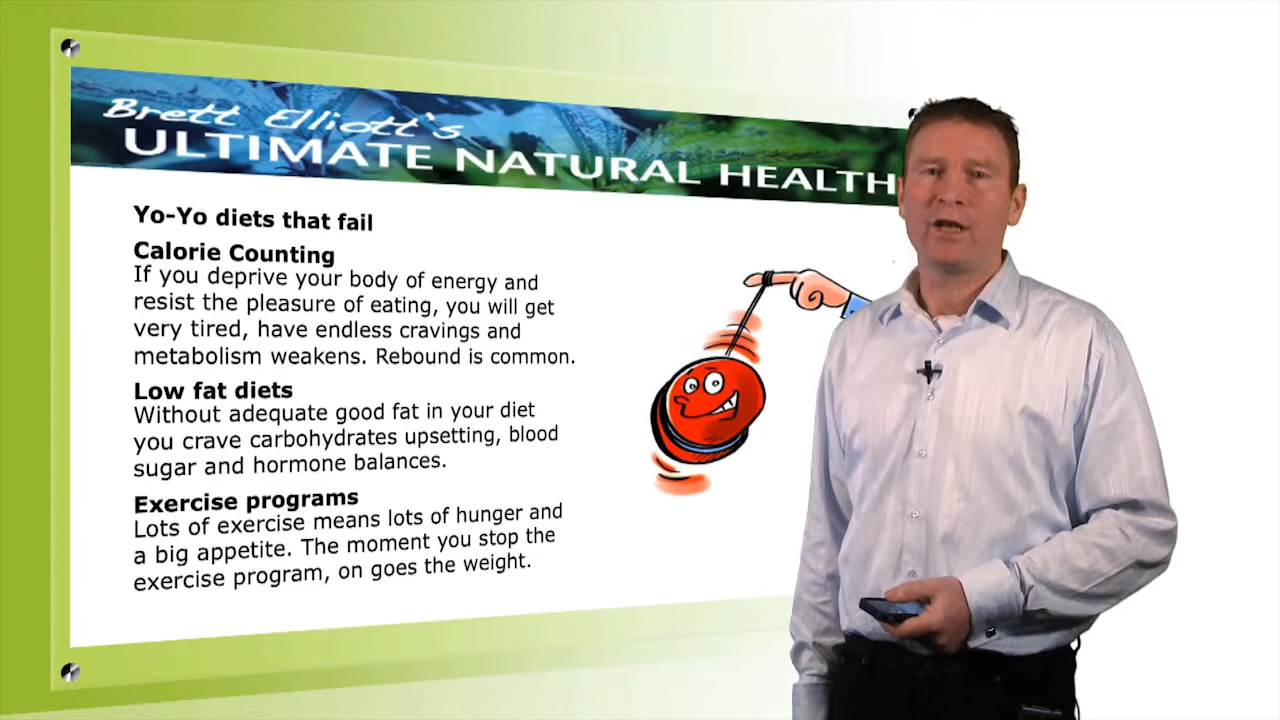 Brett Elliott's
ULTIMATE NATURAL HEALTH
Yo-Yo diets that fail
Calorie Counting
If you deprive your body of energy and
resist the pleasure of eating, you will get
very tired, have endless cravings and
metabolism weakens. Rebound is common.
Low fat diets
Without adequate good fat in your diet
you crave carbohydrates upsetting, blood
sugar and hormone balances.
Exercise programs
Lots of exercise means lots of hunger and
a big appetite. The moment you stop the
exercise program, on goes the weight.